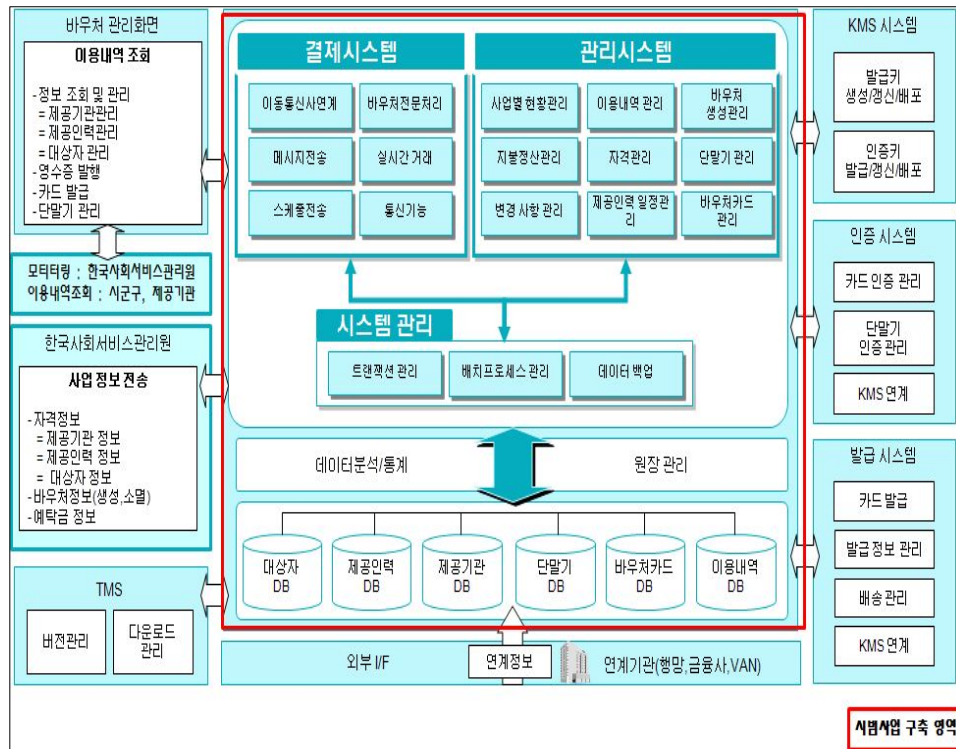 바우처 관리화면
이용내역 조회
-정보 조회 및 관리
= 제공기관관리
= 제공인력관리
= 대상자 관리
-영수증 발행
-카드 발급
-단말기 관리
모티터링 : 한국사회서비스관리원
이용내역조회 : 시군구, 제공기관
한국사회서비스관리원
사업 정보 전송
-자격정보
= 제공기관 정보
= 제공인력 정보
= 대상자 정보
-바우처정보(생성,소멸)
-예탁금 정보
TMS
버전관리
다운로드
관리
결제시스템
이동통신사연계
바우처전문처리
메시지전송
실시간 거래
스케줄전송
통신기능
관리시스템
사업별 현황관리
이용내역 관리
바우처
생성관리
지불정산관리
자격관리
단말기 관리
변경 사항 관리
제공인력 일정관
리
바우처카드
관리
시스템 관리
트랜잭션 관리
배치프로세스 관리
데이터 백업
데이터분석/통계
원장 관리
대상자
DB
제공인력
DB
제공기관
DB
단말기
DB
바우처카드
DB
이용내역
DB
외부 I/F
연계정보
연계기관(행망,금융사,VAN)
KMS 시스템
발급키
생성/갱신/배포
인증키
발급/갱신/배포
인증 시스템
카드 인증 관리
단말기
인증 관리
KMS 연계
발급 시스템
카드 발급
발급 정보 관리
배송 관리
KMS 연계
시범사업 구축 영역